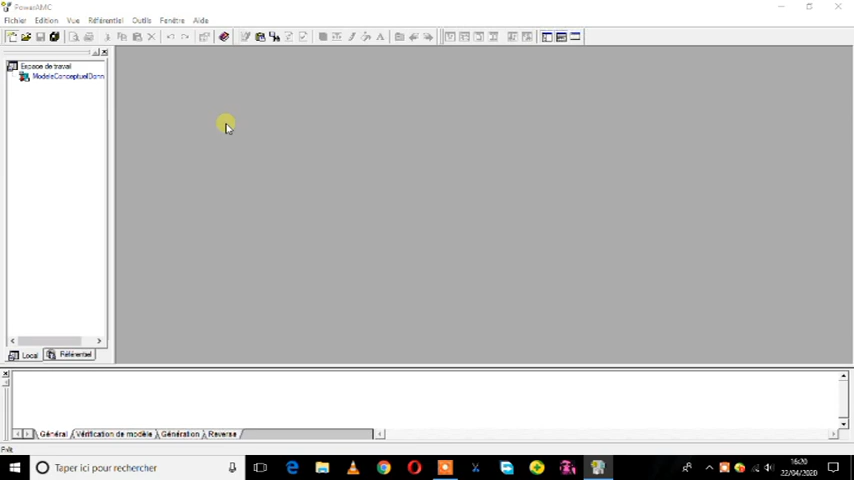 PowerAMC
Fichier Edition Vue Référentiel Outils Fenêtre Aide
Espace de travail
ModeleConceptuelDonn
Local Référentiel
Général Vérification de modèle Génération Reverse
Prêt
Taper ici pour rechercher
16:20
22/04/2020